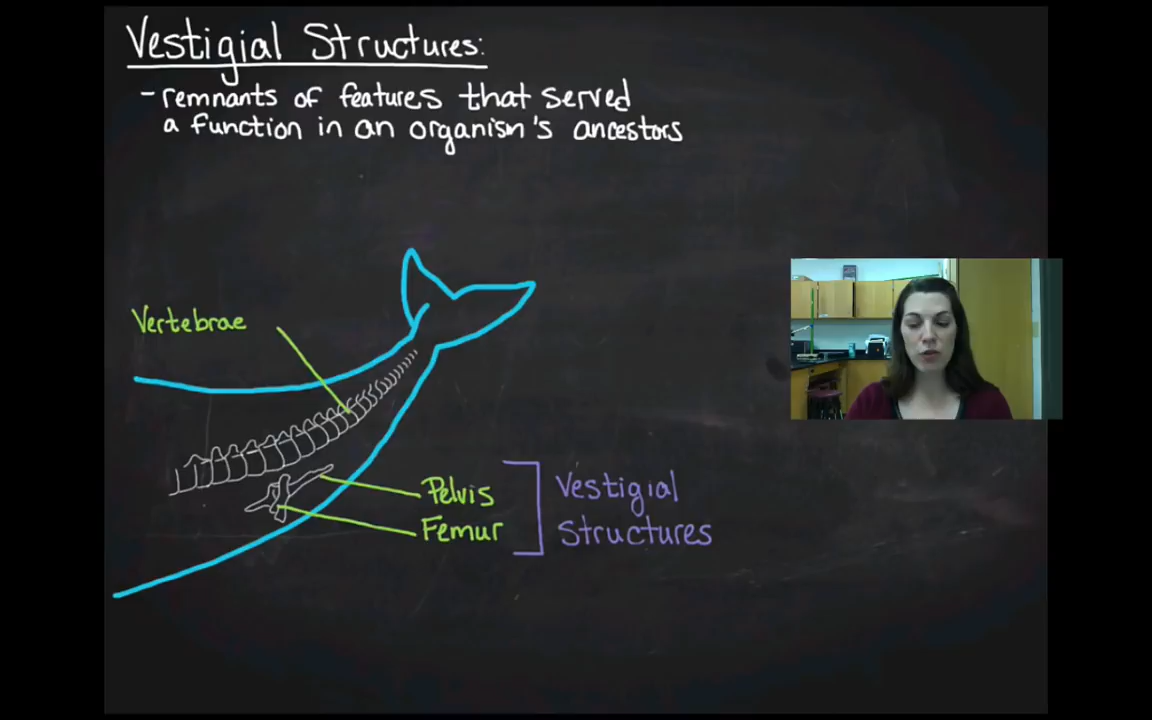 Vestigial Structures:
- remnants of features that served
a function in an organism's ancestors
Vertebrae
Pelvis
Femur
Vestigial
Structures